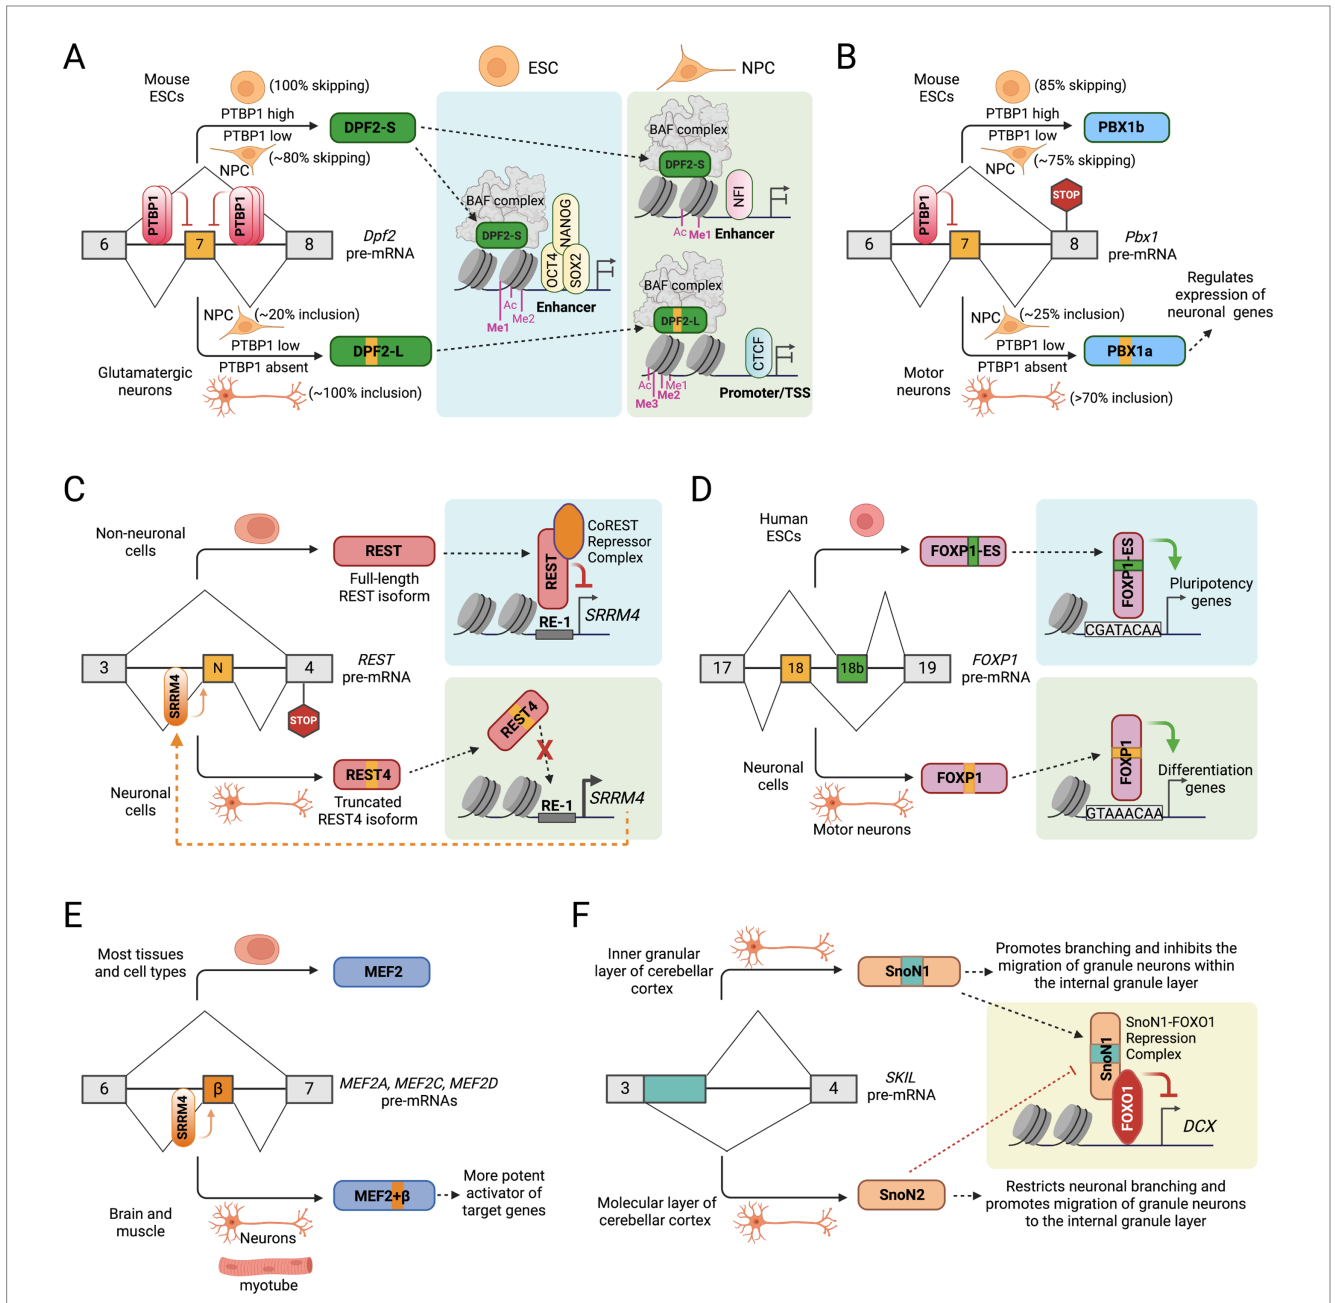 A
Mouse
ESCs
(100% skipping)
PTBP1 high
PTBP1 low
NPC
(~80% skipping)
DPF2-S
PTBP1
PTBP1
6
7
8
Dpf2
pre-mRNA
NPC
(~20% inclusion)
PTBP1 low
PTBP1 absent
DPF2-L
Glutamatergic
neurons
(~100% inclusion)
ESC
BAF complex
DPF2-S
OCT4
NANOG
SOX2
Ac
Me2
Me1
Enhancer
NPC
BAF complex
DPF2-S
NFI
Ac
Me1
Enhancer
BAF complex
DPF2-L
CTCF
Ac
Me1
Me2
Me3
Promoter/TSS
B
Mouse
ESCs
(85% skipping)
PTBP1 high
PTBP1 low
NPC
(~75% skipping)
PBX1b
PTBP1
STOP
6
7
8
Pbx1
pre-mRNA
NPC
(~25% inclusion)
PTBP1 low
PTBP1 absent
PBX1a
Motor
neurons
(>70% inclusion)
Regulates
expression of
neuronal genes
C
Non-neuronal
cells
REST
Full-length
REST isoform
REST
CoREST
Repressor
Complex
RE-1
SRRM4
3
N
4
SRRM4
STOP
REST
pre-mRNA
Neuronal
cells
REST4
Truncated
REST4 isoform
REST4
X
RE-1
SRRM4
D
Human
ESCs
FOXP1-ES
FOXP1-ES
Pluripotency
genes
CGATACAA
17
18
18b
19
FOXP1
pre-mRNA
Neuronal
cells
Motor neurons
FOXP1
FOXP1
Differentiation
genes
GTAAACAA
E
Most tissues
and cell types
MEF2
6
β
7
SRRM4
MEF2A, MEF2C, MEF2D
pre-mRNAs
Brain and
muscle
Neurons
myotube
MEF2+β
More potent
activator of
target genes
F
Inner granular
layer of cerebellar
cortex
SnoN1
Promotes branching and inhibits the
migration of granule neurons within
the internal granule layer
3
4
SKIL
pre-mRNA
SnoN1
SnoN1-FOXO1
Repression
Complex
FOXO1
DCX
Molecular layer of
cerebellar cortex
SnoN2
Restricts neuronal branching and
promotes migration of granule neurons
to the internal granule layer